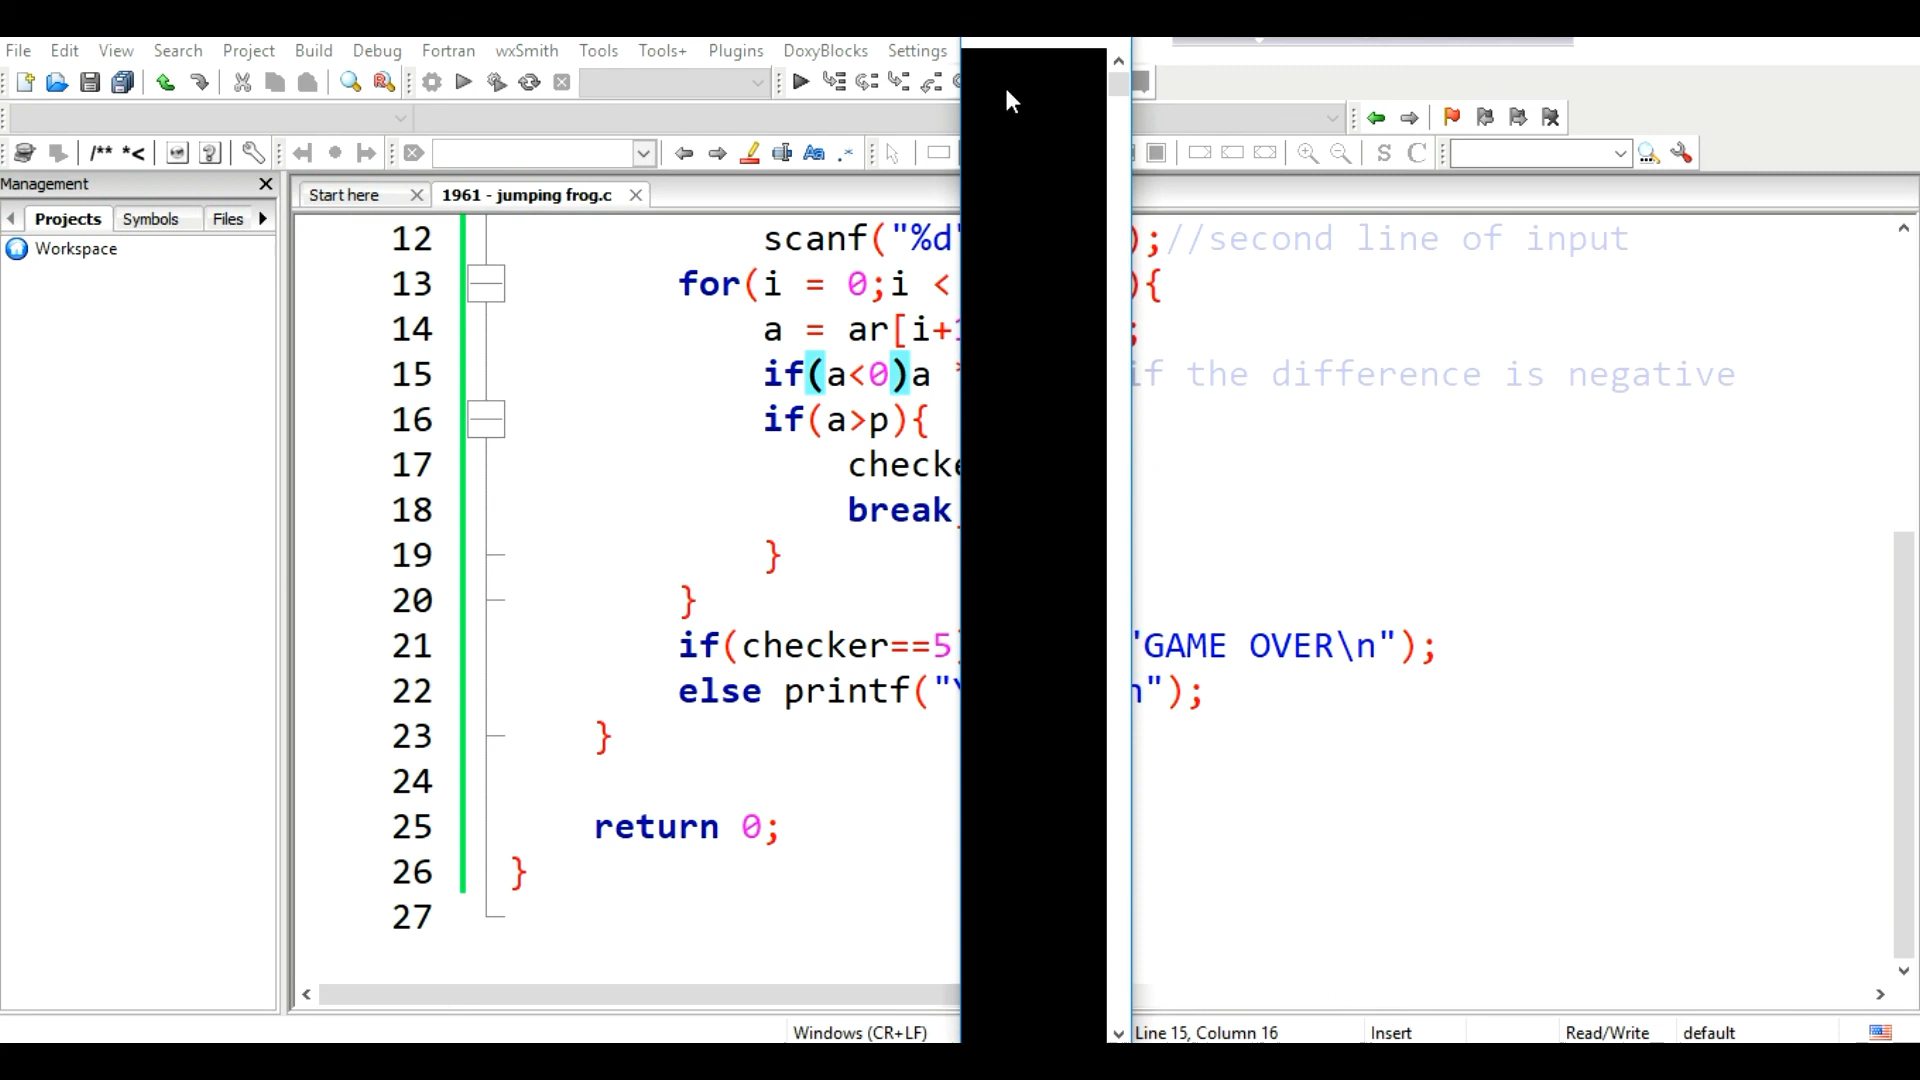 File Edit View Search Project Build Debug Fortran wxSmith Tools Tools+ Plugins DoxyBlocks Settings
/** *<
S C
Management
Start here 1961 - jumping frog.c
Projects Symbols Files
Workspace
12 scanf("%d" );//second line of input
13 for(i = 0;i < ){
14 a = ar[i+1 ;
15 if(a<0)a * if the difference is negative
16 if(a>p){
17 checke
18 break;
19 }
20 }
21 if(checker==5) "GAME OVER\n");
22 else printf("Y n");
23 }
24
25 return 0;
26 }
27
Windows (CR+LF) Line 15, Column 16 Insert Read/Write default